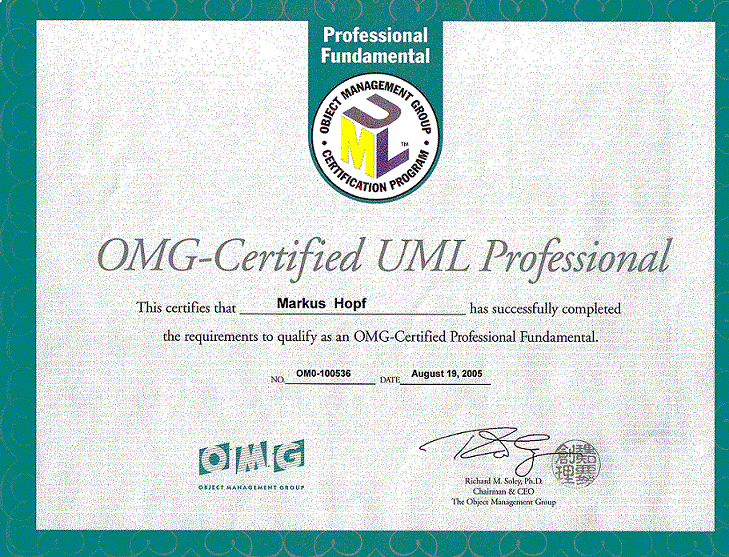 Professional
Fundamental
OBJECT MANAGEMENT GROUP
UML™
• CERTIFICATION PROGRAM •
OMG-Certified UML Professional
This certifies that Markus Hopf has successfully completed
the requirements to qualify as an OMG-Certified Professional Fundamental.
NO. OM0-100536 DATE August 19, 2005
OMG
OBJECT MANAGEMENT GROUP
Richard M. Soley, Ph.D.
Chairman & CEO
The Object Management Group